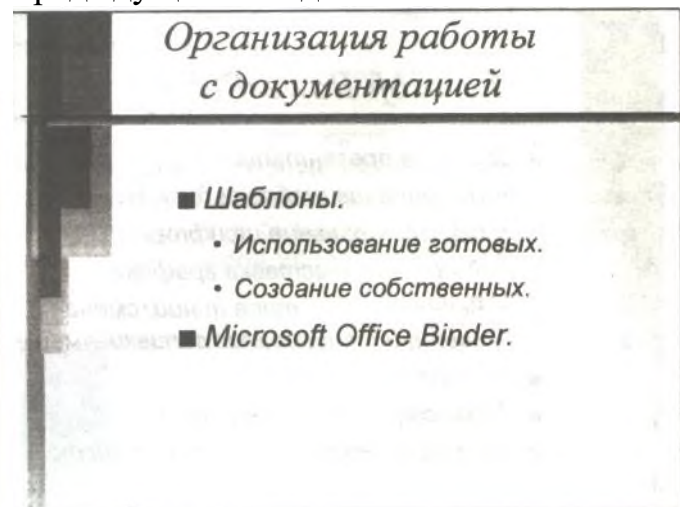 Организация работы
с документацией
■ Шаблоны.
• Использование готовых.
• Создание собственных.
■ Microsoft Office Binder.